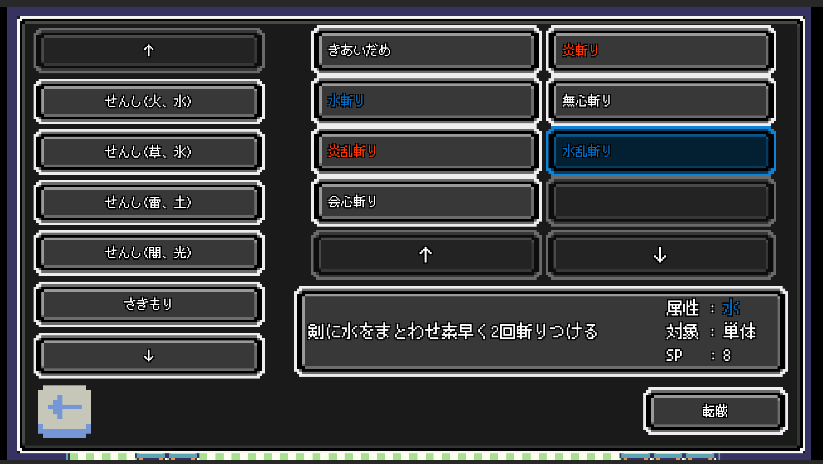 ↑
せんし(火、水)
せんし(草、氷)
せんし(雷、土)
せんし(闇、光)
さきもり
↓
きあいだめ
炎斬り
水斬り
無心斬り
炎乱斬り
水乱斬り
会心斬り
↑
↓
剣に水をまとわせ素早く2回斬りつける
属性 : 水
対象 : 単体
SP : 8
転職